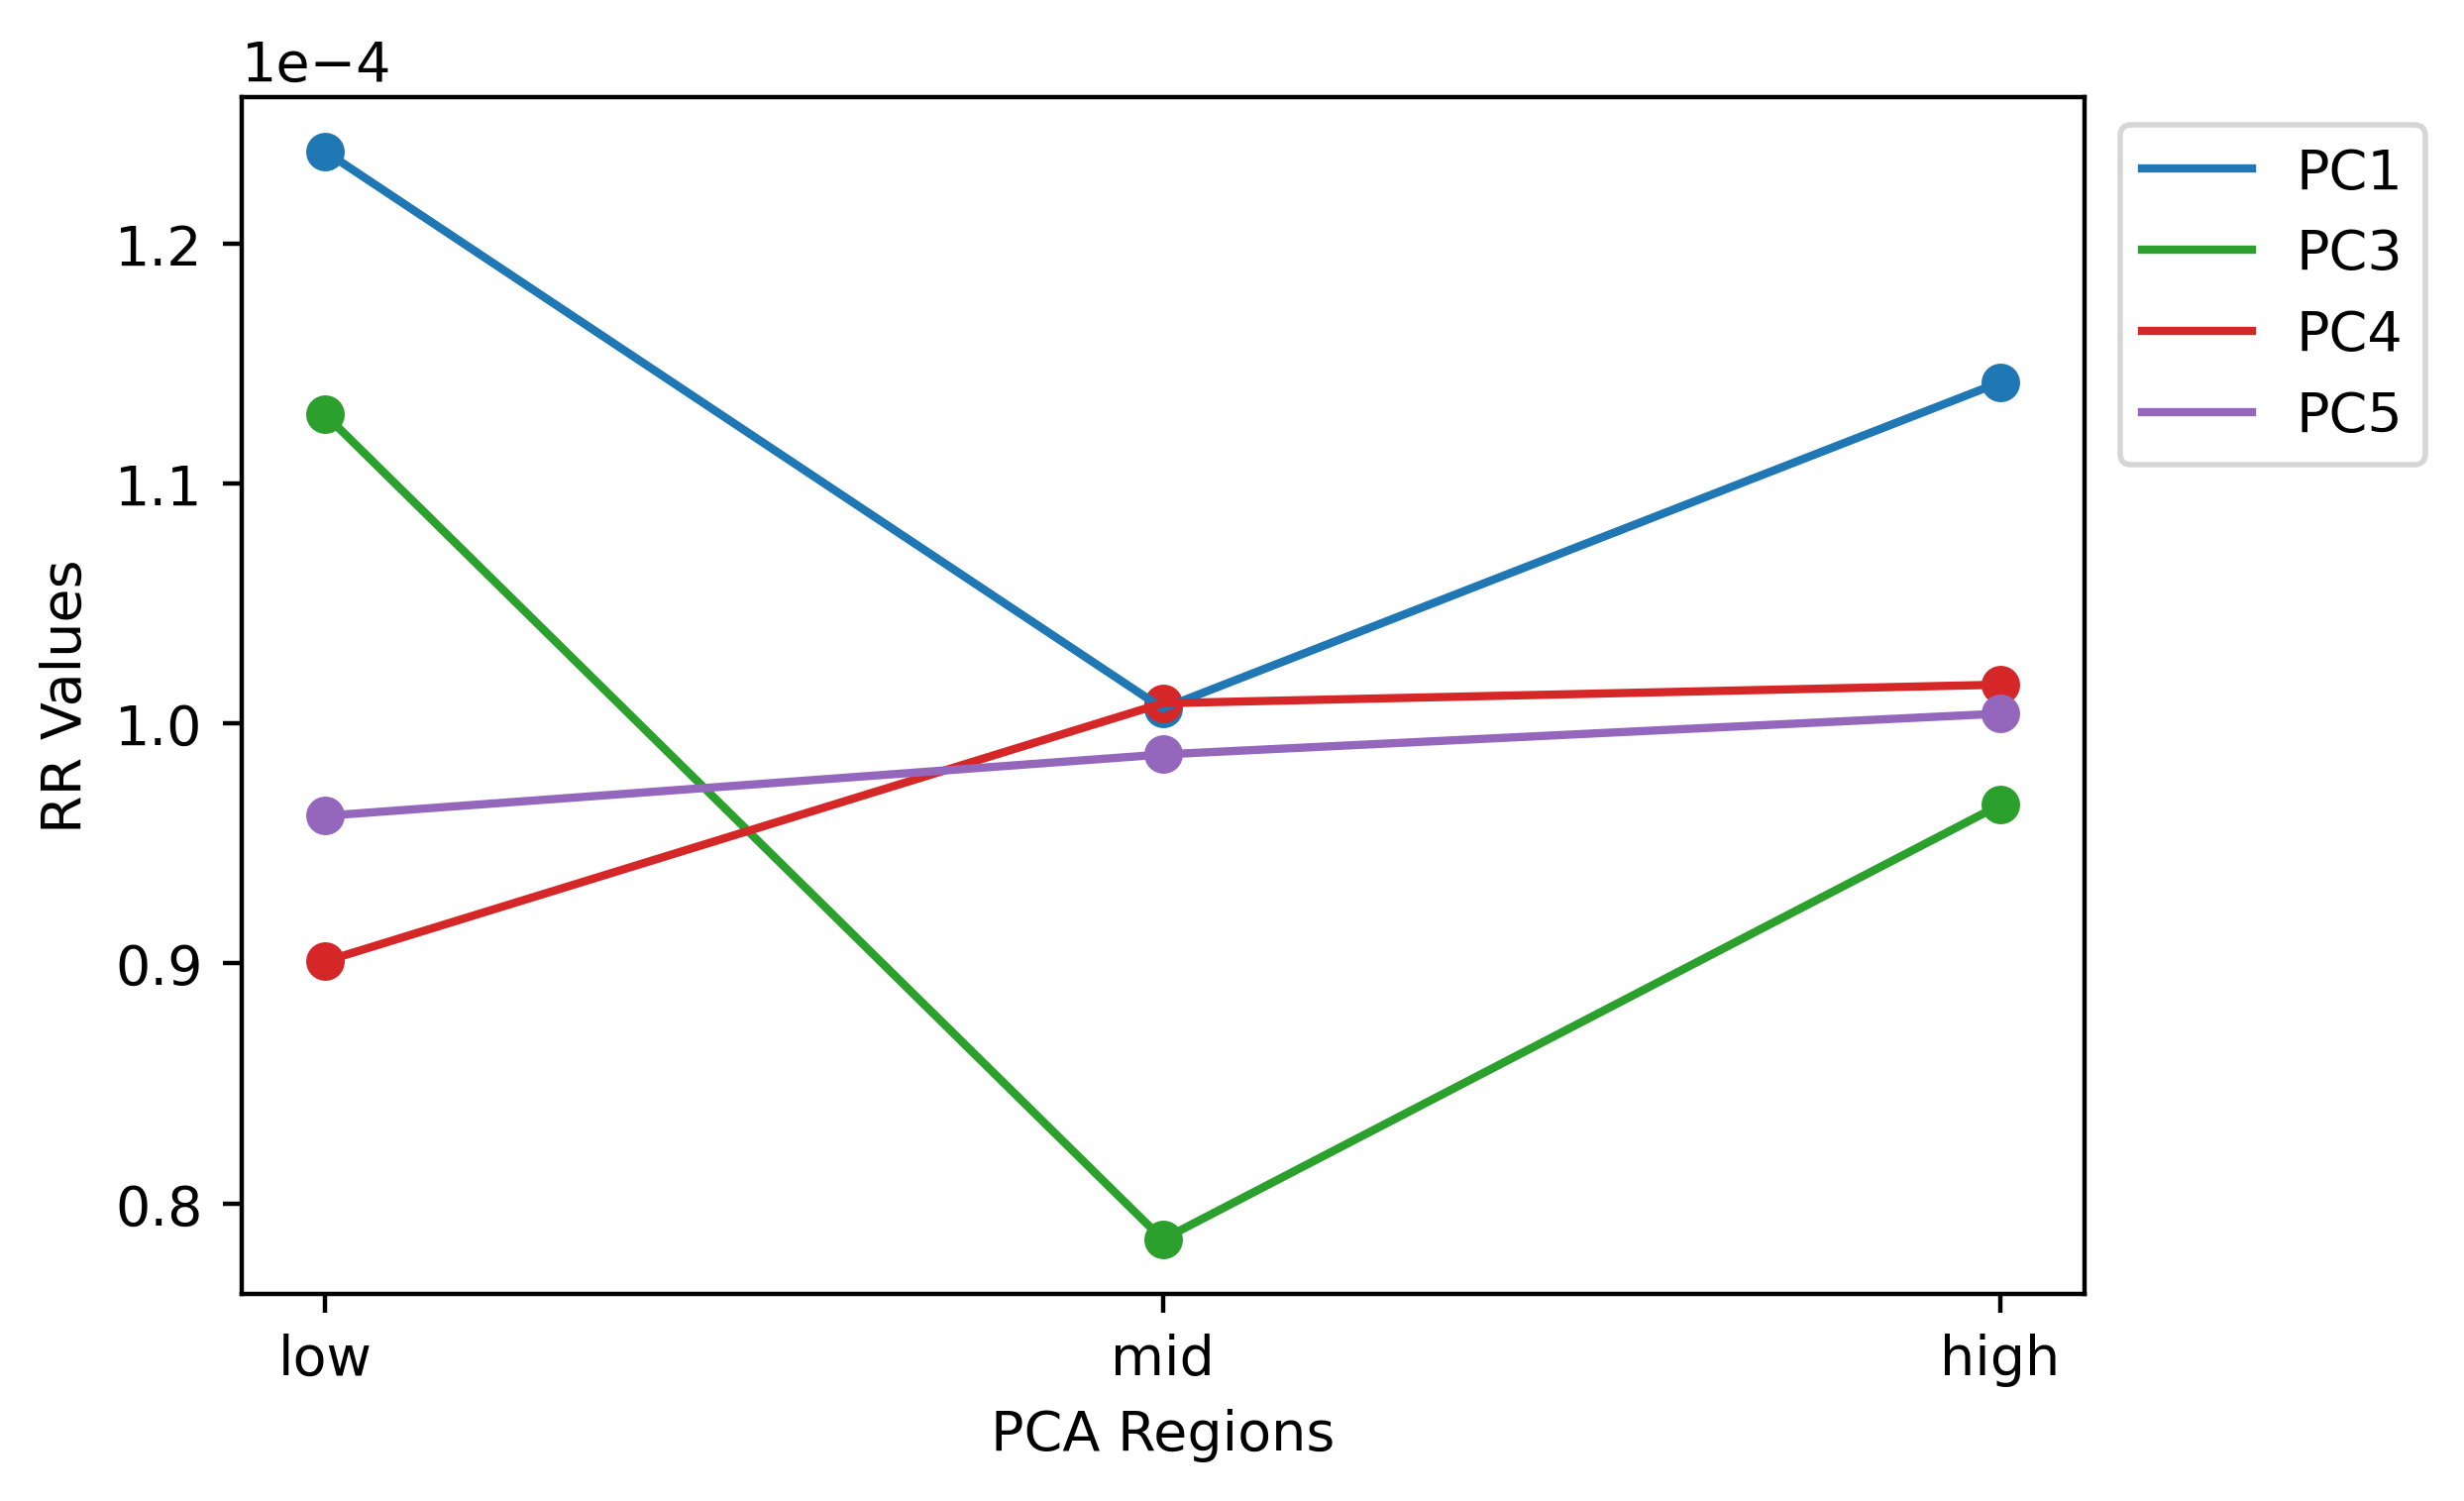 1e−4
1.2
1.1
1.0
0.9
0.8
RR Values
low mid high
PCA Regions
PC1
PC3
PC4
PC5